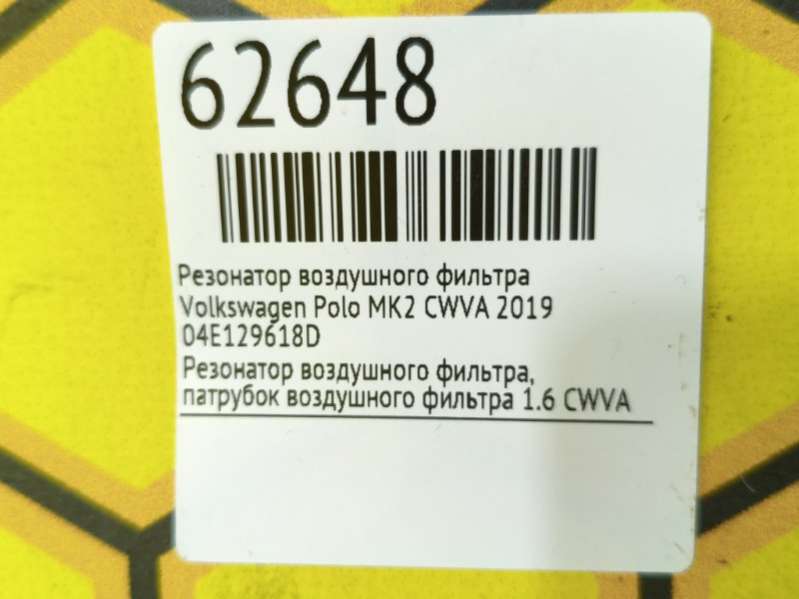 62648
Резонатор воздушного фильтра
Volkswagen Polo MK2 CWVA 2019
04E129618D
Резонатор воздушного фильтра,
патрубок воздушного фильтра 1.6 CWVA